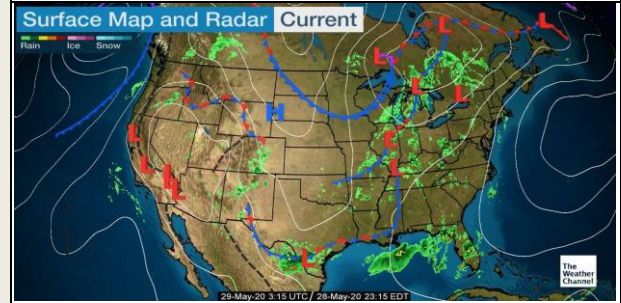 Surface Map and Radar Current
Rain Ice Snow
L L L
L
L
H
L
L
L
L
L
L
L
L
The
Weather
Channel
29-May-20 3:15 UTC / 28-May-20 23:15 EDT